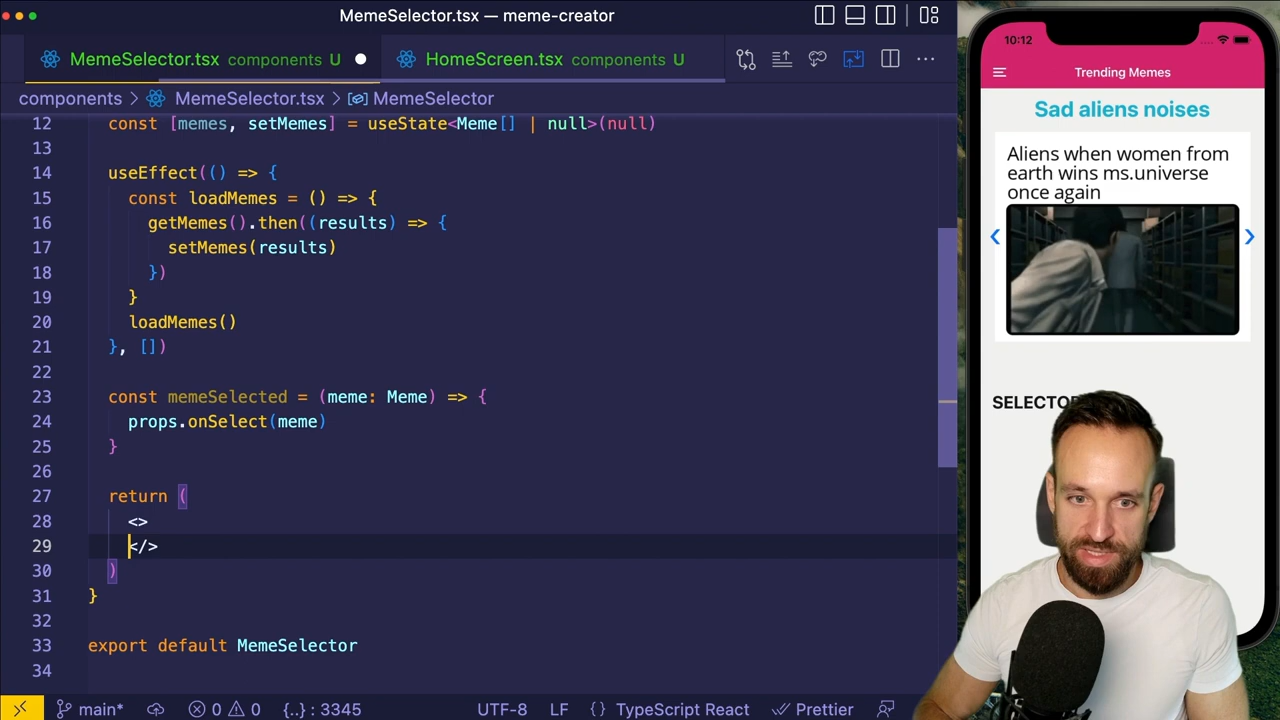 MemeSelector.tsx — meme-creator
MemeSelector.tsx components U
HomeScreen.tsx components U
components > MemeSelector.tsx > MemeSelector
12 const [memes, setMemes] = useState<Meme[] | null>(null)
13
14 useEffect(() => {
15 const loadMemes = () => {
16 getMemes().then((results) => {
17 setMemes(results)
18 })
19 }
20 loadMemes()
21 }, [])
22
23 const memeSelected = (meme: Meme) => {
24 props.onSelect(meme)
25 }
26
27 return (
28 <>
29 </>
30 )
31 }
32
33 export default MemeSelector
34
main* 0 0 {..} : 3345 UTF-8 LF {} TypeScript React Prettier
10:12
Trending Memes
Sad aliens noises
Aliens when women from
earth wins ms.universe
once again
SELECTO